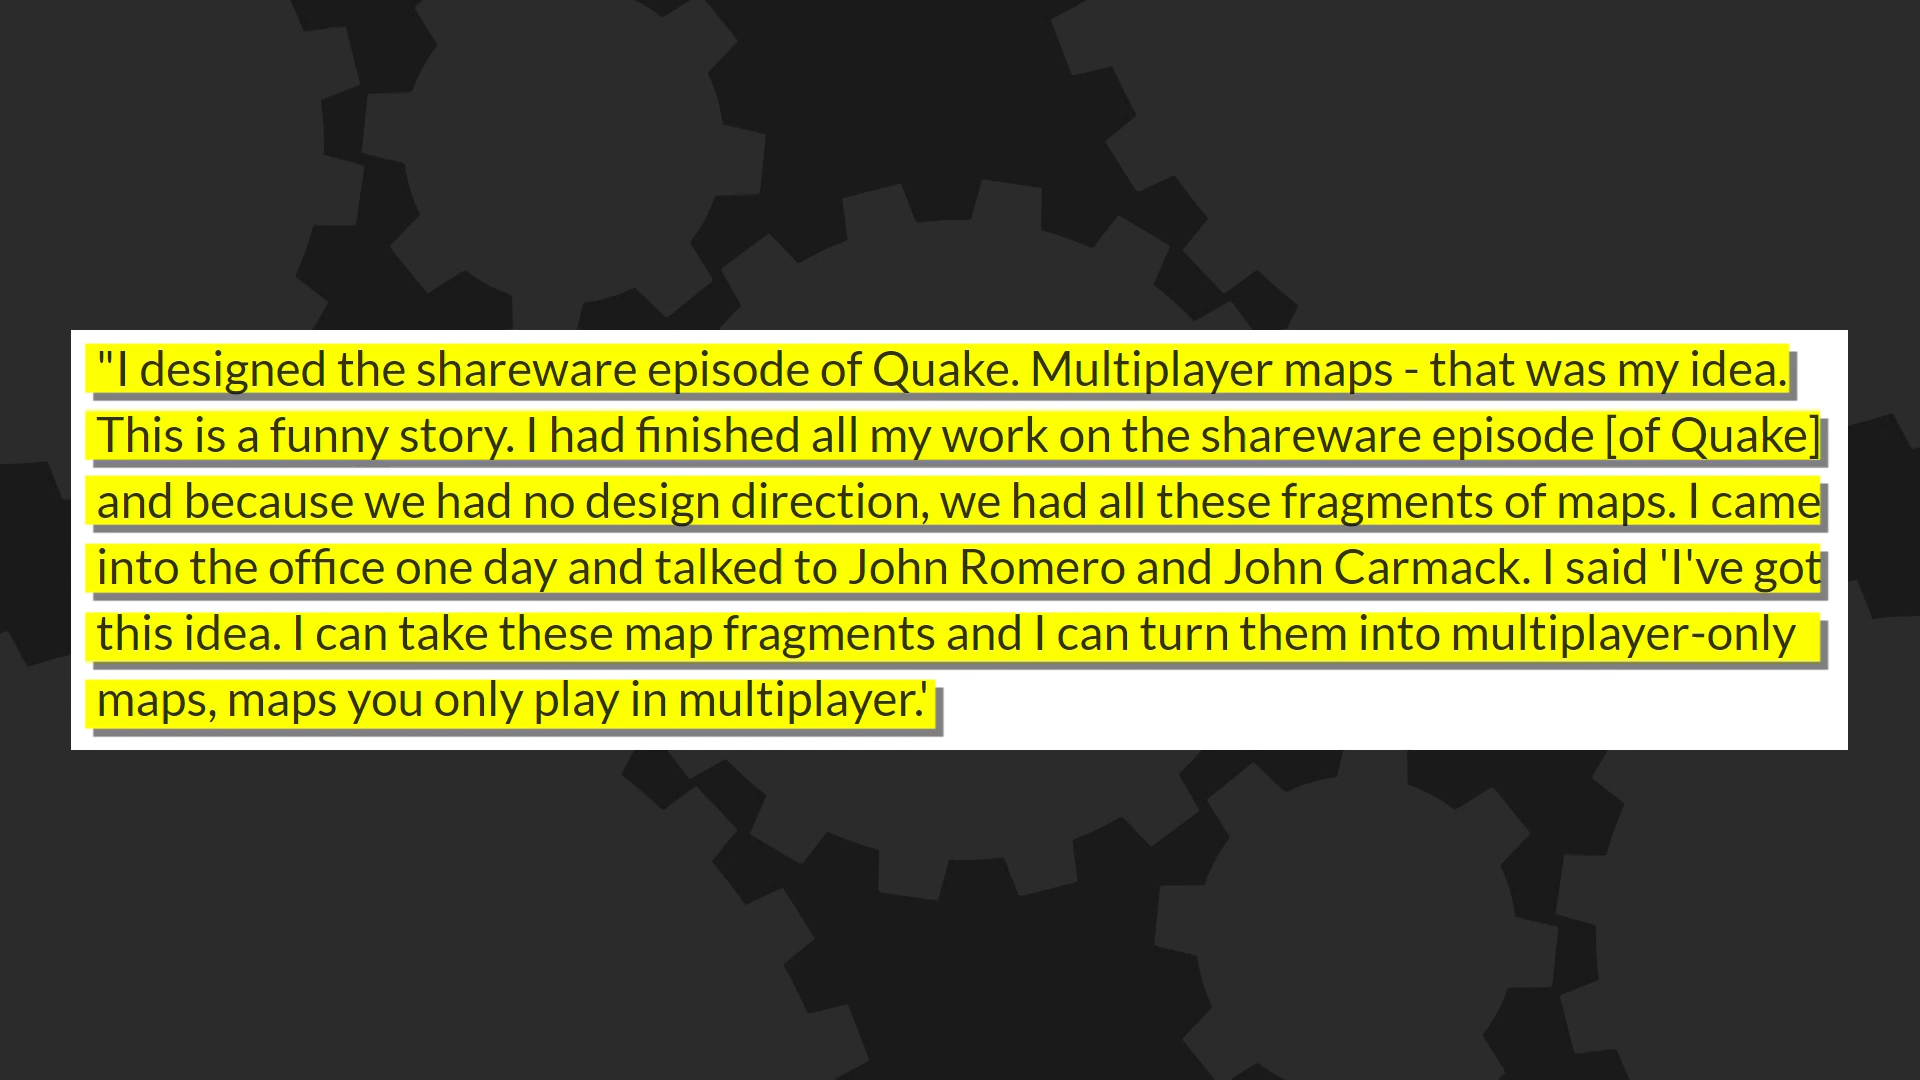 "I designed the shareware episode of Quake. Multiplayer maps - that was my idea.
This is a funny story. I had finished all my work on the shareware episode [of Quake]
and because we had no design direction, we had all these fragments of maps. I came
into the office one day and talked to John Romero and John Carmack. I said 'I've got
this idea. I can take these map fragments and I can turn them into multiplayer-only
maps, maps you only play in multiplayer.'